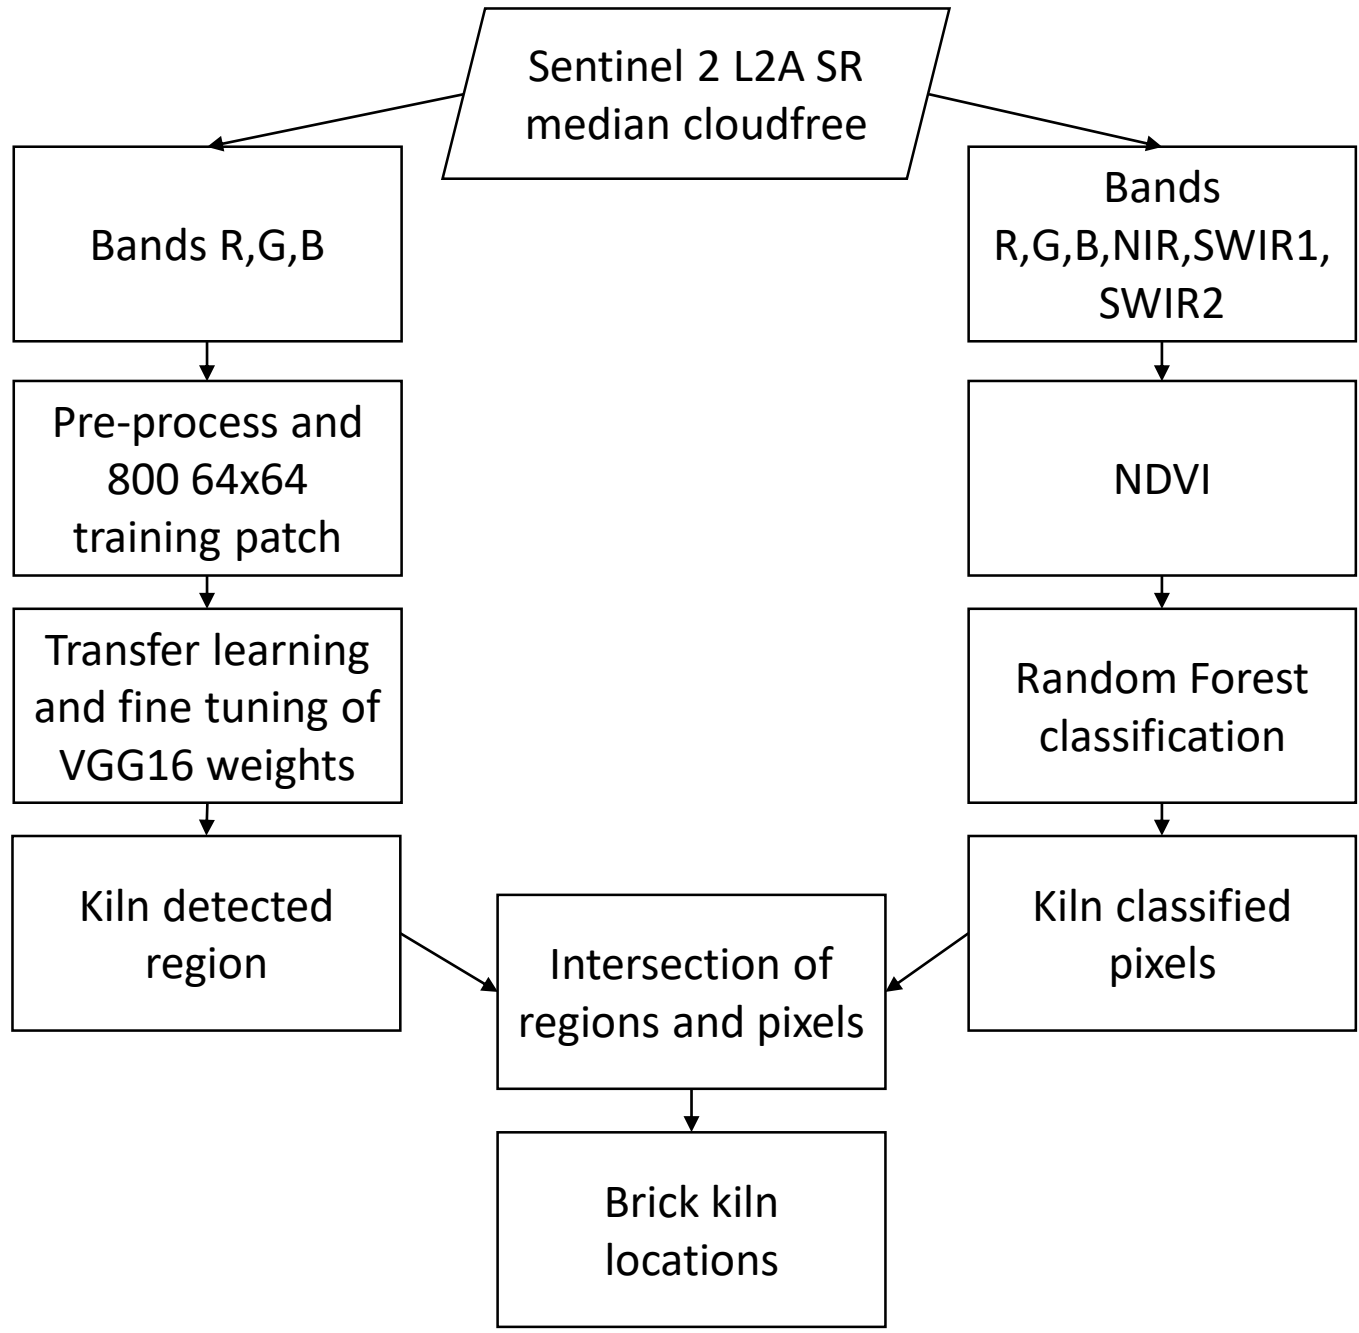 Sentinel 2 L2A SR
median cloudfree
Bands R,G,B
Pre-process and
800 64x64
training patch
Transfer learning
and fine tuning of
VGG16 weights
Kiln detected
region
Bands
R,G,B,NIR,SWIR1,
SWIR2
NDVI
Random Forest
classification
Kiln classified
pixels
Intersection of
regions and pixels
Brick kiln
locations